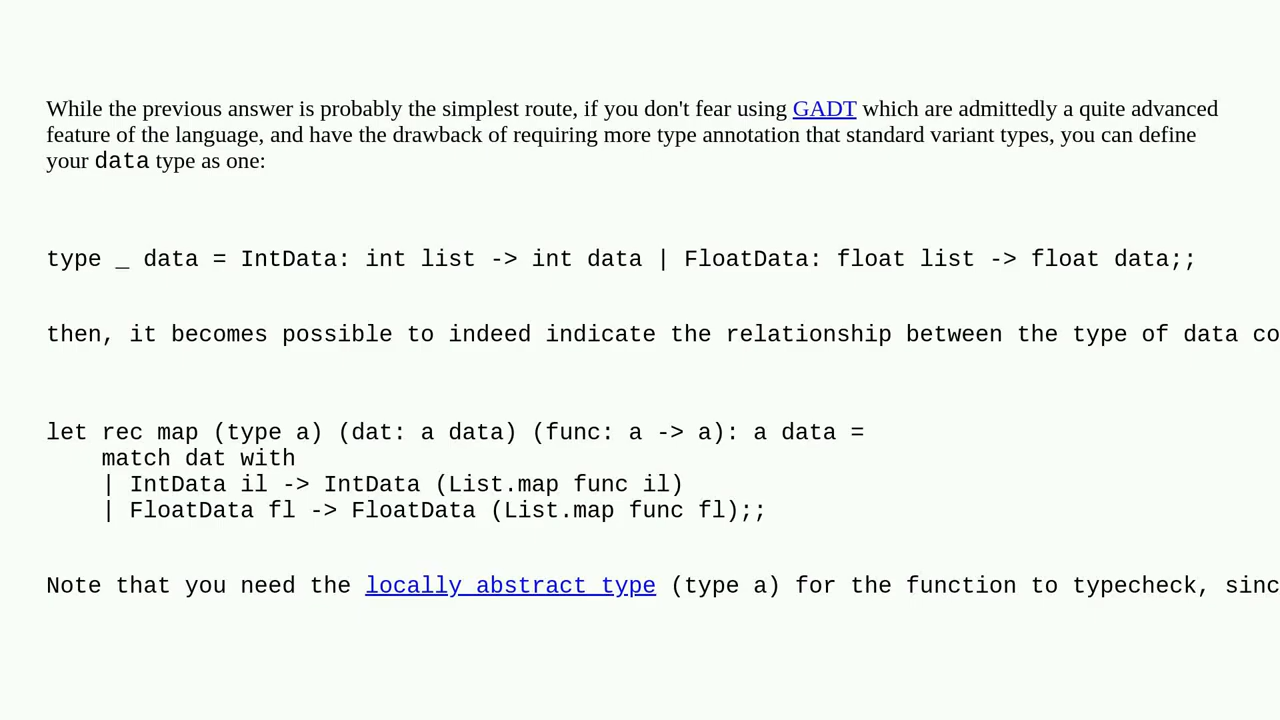 While the previous answer is probably the simplest route, if you don't fear using GADT which are admittedly a quite advanced
feature of the language, and have the drawback of requiring more type annotation that standard variant types, you can define
your data type as one:
type _ data = IntData: int list -> int data | FloatData: float list -> float data;;
then, it becomes possible to indeed indicate the relationship between the type of data co
let rec map (type a) (dat: a data) (func: a -> a): a data =
    match dat with
    | IntData il -> IntData (List.map func il)
    | FloatData fl -> FloatData (List.map func fl);;
Note that you need the locally abstract type (type a) for the function to typecheck, sinc